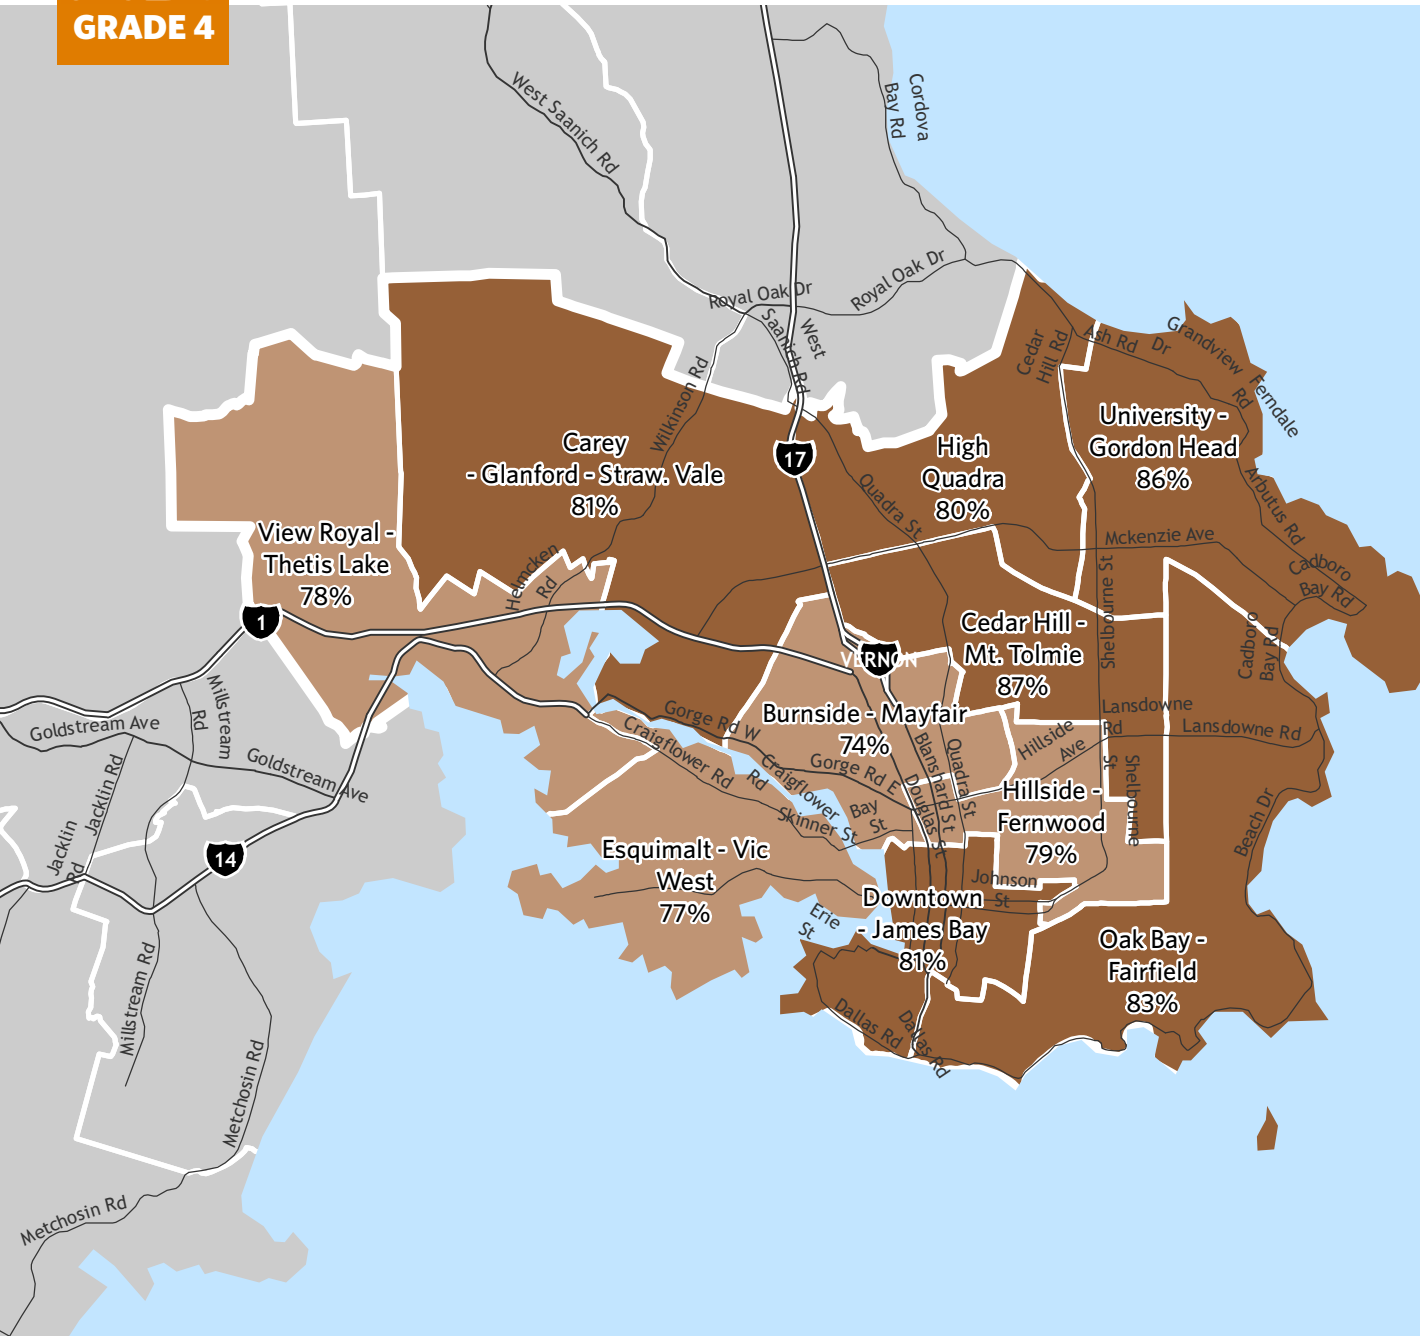 GRADE 4
West Saanich Rd
Cordova
Bay Rd
Royal Oak Dr
Royal Oak Dr
West
Saanich Rd
Wilkinson Rd
Cedar
Hill Rd
Ash Rd
Dr
Grandview
Ferndale
Rd
University -
Gordon Head
86%
Carey
- Glanford - Straw. Vale
81%
17
High
Quadra
80%
Quadra St
Arbutus Rd
Mckenzie Ave
Cadboro
Bay Rd
View Royal -
Thetis Lake
78%
Helmcken
Rd
1
Shelbourne St
Cedar Hill -
Mt. Tolmie
87%
Cadboro
Bay Rd
VERNON
Millstream
Rd
Goldstream Ave
Goldstream Ave
Gorge Rd W
Burnside - Mayfair
74%
Lansdowne
Rd
Lansdowne Rd
Hillside
Ave
Craigflower Rd
Craigflower
Rd
Gorge Rd E
Blanshard St
Quadra St
Douglas St
St
Shelbourne
Jacklin Rd
Jacklin
Rd
Bay
St
Skinner St
Hillside -
Fernwood
79%
Beach Dr
14
Esquimalt - Vic
West
77%
Johnson
St
Downtown
- James Bay
81%
Erie
St
Oak Bay -
Fairfield
83%
Millstream Rd
Dallas Rd
Dallas Rd
Metchosin Rd
Metchosin Rd